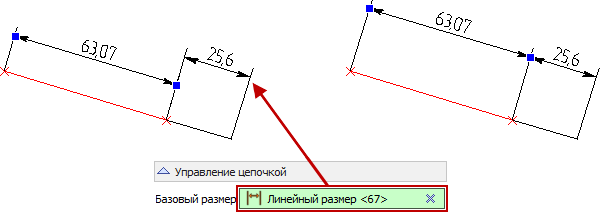 63,07
25,6
63,07
25,6
Управление цепочкой
Базовый размер
Линейный размер <67>